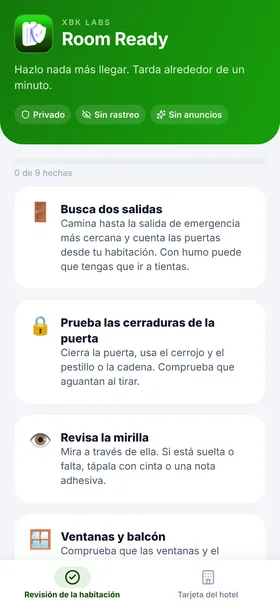 XBK LABS
Room Ready
Hazlo nada más llegar. Tarda alrededor de un
minuto.
Privado
Sin rastreo
Sin anuncios
0 de 9 hechas
Busca dos salidas
Camina hasta la salida de emergencia
más cercana y cuenta las puertas
desde tu habitación. Con humo puede
que tengas que ir a tientas.
Prueba las cerraduras de la
puerta
Cierra la puerta, usa el cerrojo y el
pestillo o la cadena. Comprueba que
aguantan al tirar.
Revisa la mirilla
Mira a través de ella. Si está suelta o
falta, tápala con cinta o una nota
adhesiva.
Ventanas y balcón
Comprueba que las ventanas y el
Revisión de la habitación
Tarjeta del hotel